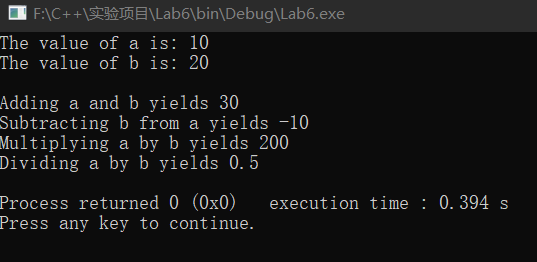 F:\C++\实验项目\Lab6\bin\Debug\Lab6.exe
The value of a is: 10
The value of b is: 20
Adding a and b yields 30
Subtracting b from a yields -10
Multiplying a by b yields 200
Dividing a by b yields 0.5
Process returned 0 (0x0)   execution time : 0.394 s
Press any key to continue.